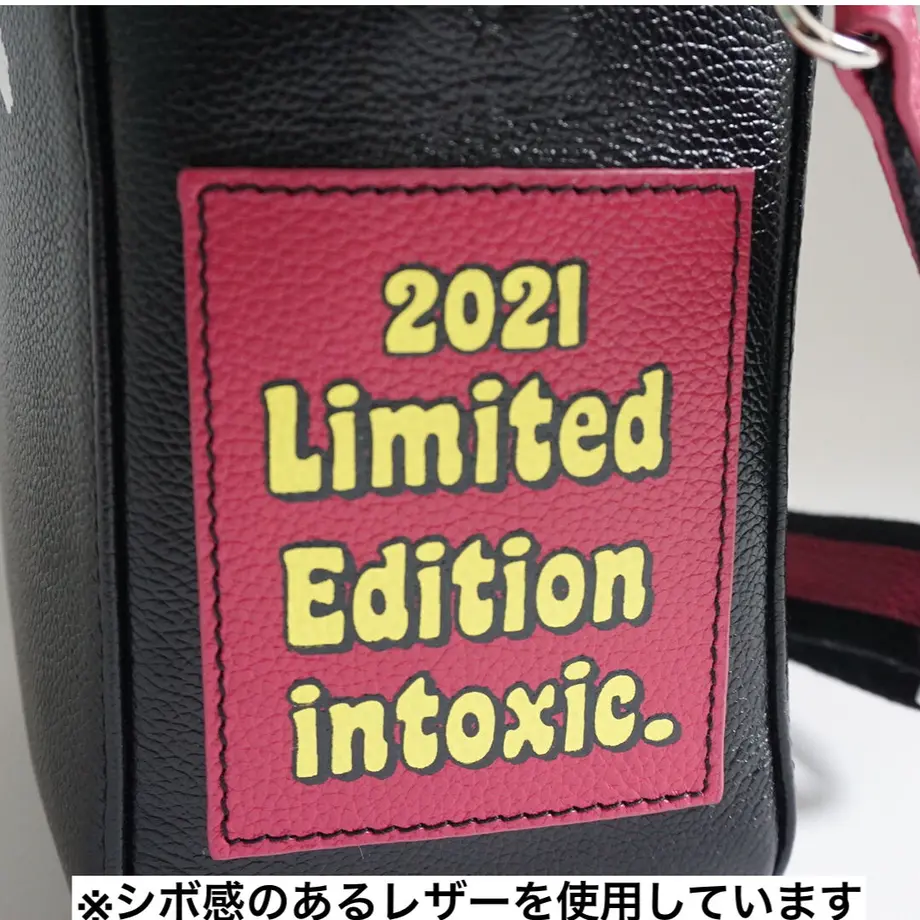 2021
Limited
Edition
intoxic.
※シボ感のあるレザーを使用しています